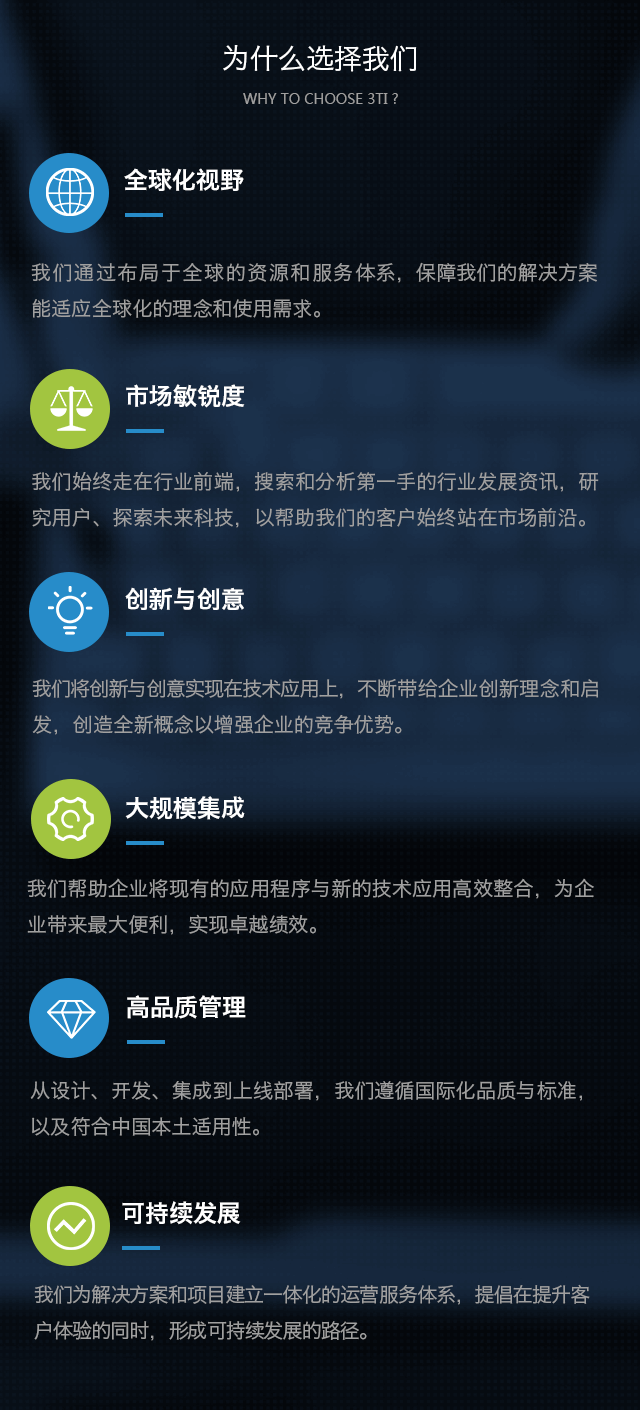 为什么选择我们
WHY TO CHOOSE 3TI ?
全球化视野
我们通过布局于全球的资源和服务体系，保障我们的解决方案
能适应全球化的理念和使用需求。
市场敏锐度
我们始终走在行业前端，搜索和分析第一手的行业发展资讯，研
究用户、探索未来科技，以帮助我们的客户始终站在市场前沿。
创新与创意
我们将创新与创意实现在技术应用上，不断带给企业创新理念和启
发，创造全新概念以增强企业的竞争优势。
大规模集成
我们帮助企业将现有的应用程序与新的技术应用高效整合，为企
业带来最大便利，实现卓越绩效。
高品质管理
从设计、开发、集成到上线部署，我们遵循国际化品质与标准，
以及符合中国本土适用性。
可持续发展
我们为解决方案和项目建立一体化的运营服务体系，提倡在提升客
户体验的同时，形成可持续发展的路径。